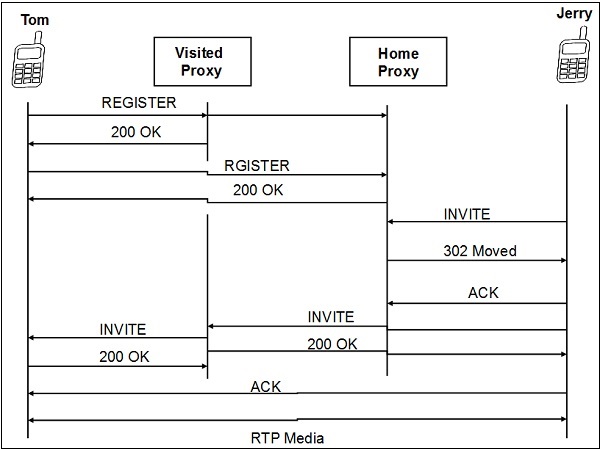 Tom
Jerry
Visited
Proxy
Home
Proxy
REGISTER
200 OK
RGISTER
200 OK
INVITE
302 Moved
ACK
INVITE
INVITE
200 OK
200 OK
ACK
RTP Media